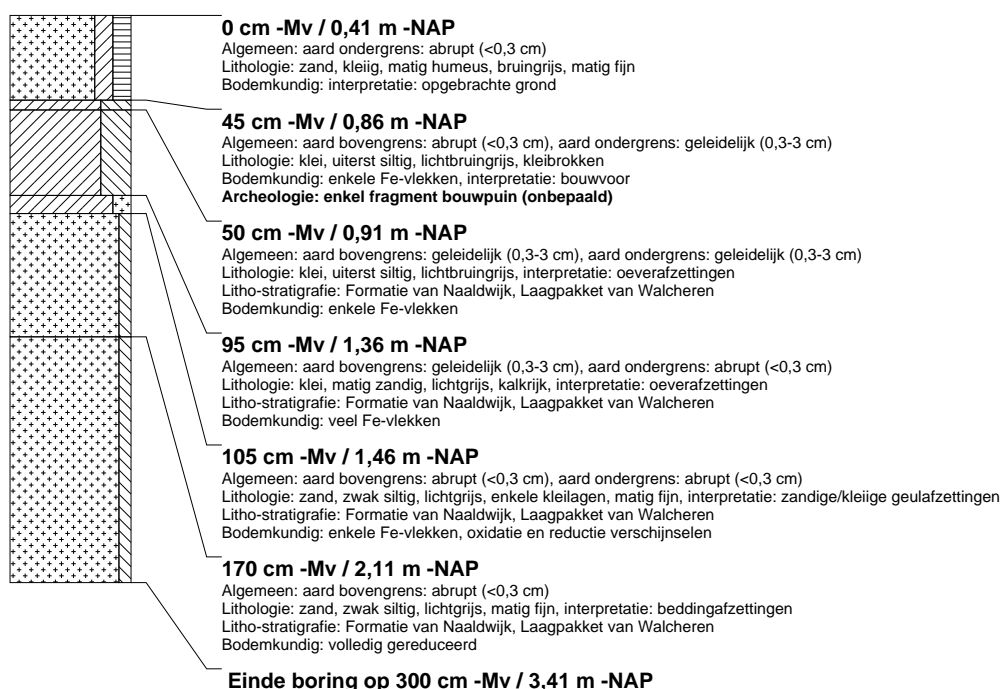 0 cm -Mv / 0,41 m -NAP
Algemeen: aard ondergrens: abrupt (<0,3 cm)
Lithologie: zand, kleiig, matig humeus, bruingrijs, matig fijn
Bodemkundig: interpretatie: opgebrachte grond
45 cm -Mv / 0,86 m -NAP
Algemeen: aard bovengrens: abrupt (<0,3 cm), aard ondergrens: geleidelijk (0,3-3 cm)
Lithologie: klei, uiterst siltig, lichtbruingrijs, kleibrokken
Bodemkundig: enkele Fe-vlekken, interpretatie: bouwvoor
Archeologie: enkel fragment bouwpuin (onbepaald)
50 cm -Mv / 0,91 m -NAP
Algemeen: aard bovengrens: geleidelijk (0,3-3 cm), aard ondergrens: geleidelijk (0,3-3 cm)
Lithologie: klei, uiterst siltig, lichtbruingrijs, interpretatie: oeverafzettingen
Litho-stratigrafie: Formatie van Naaldwijk, Laagpakket van Walcheren
Bodemkundig: enkele Fe-vlekken
95 cm -Mv / 1,36 m -NAP
Algemeen: aard bovengrens: geleidelijk (0,3-3 cm), aard ondergrens: abrupt (<0,3 cm)
Lithologie: klei, matig zandig, lichtgrijs, kalkrijk, interpretatie: oeverafzettingen
Litho-stratigrafie: Formatie van Naaldwijk, Laagpakket van Walcheren
Bodemkundig: veel Fe-vlekken
105 cm -Mv / 1,46 m -NAP
Algemeen: aard bovengrens: abrupt (<0,3 cm), aard ondergrens: abrupt (<0,3 cm)
Lithologie: zand, zwak siltig, lichtgrijs, enkele kleilagen, matig fijn, interpretatie: zandige/kleiige geulafzettingen
Litho-stratigrafie: Formatie van Naaldwijk, Laagpakket van Walcheren
Bodemkundig: enkele Fe-vlekken, oxidatie en reductie verschijnselen
170 cm -Mv / 2,11 m -NAP
Algemeen: aard bovengrens: abrupt (<0,3 cm)
Lithologie: zand, zwak siltig, lichtgrijs, matig fijn, interpretatie: beddingafzettingen
Litho-stratigrafie: Formatie van Naaldwijk, Laagpakket van Walcheren
Bodemkundig: volledig gereduceerd
Einde boring op 300 cm -Mv / 3,41 m -NAP